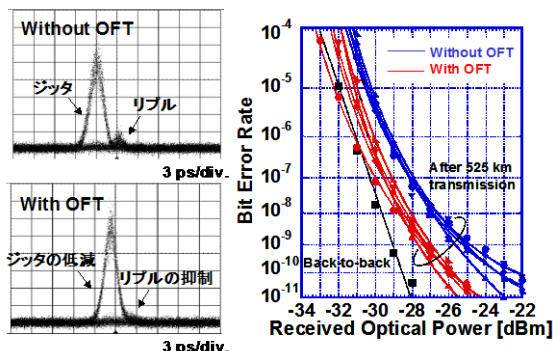 Without OFT
ジッタ
リプル
3 ps/div.
With OFT
ジッタの低減
リプルの抑制
3 ps/div.
Bit Error Rate
10^-4
10^-5
10^-6
10^-7
10^-8
10^-9
10^-10
10^-11
Without OFT
With OFT
After 525 km
transmission
Back-to-back
-34 -32 -30 -28 -26 -24 -22
Received Optical Power [dBm]